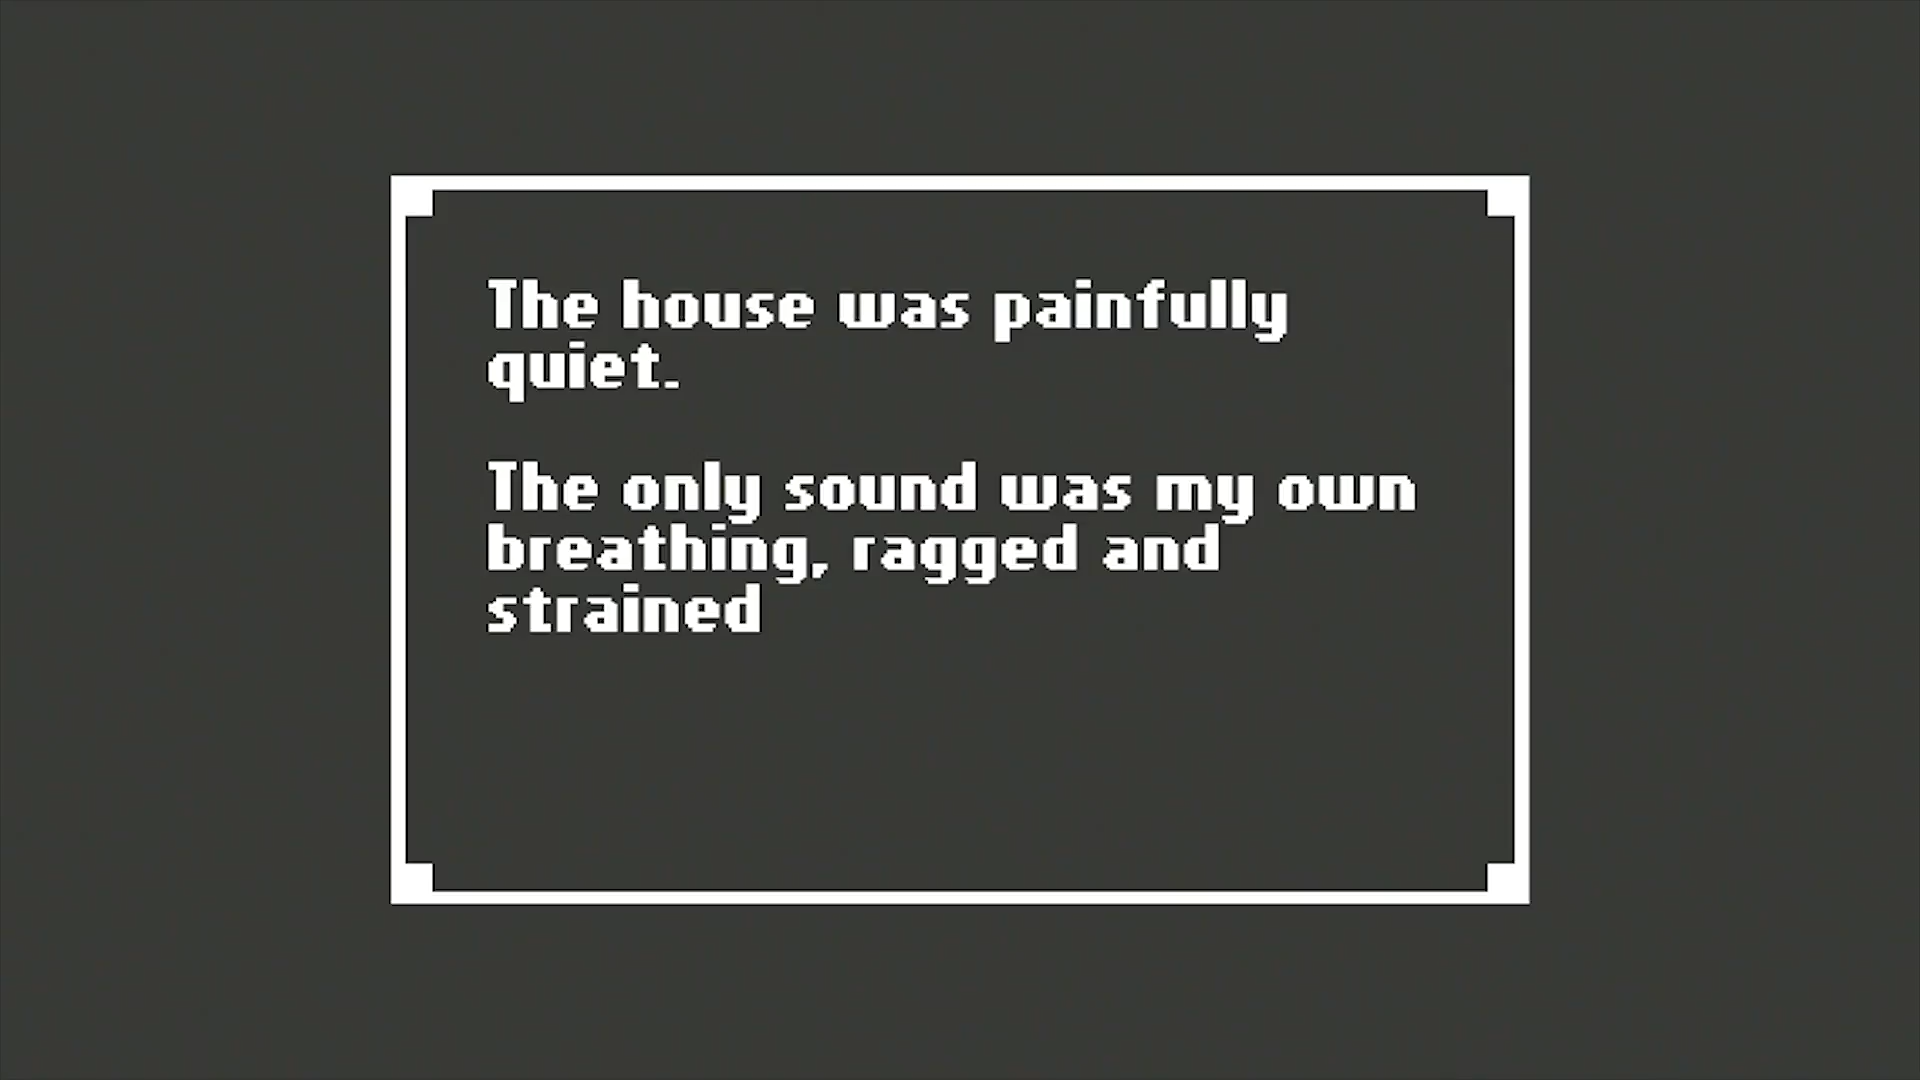 The house was painfully
quiet.
The only sound was my own
breathing, ragged and
strained